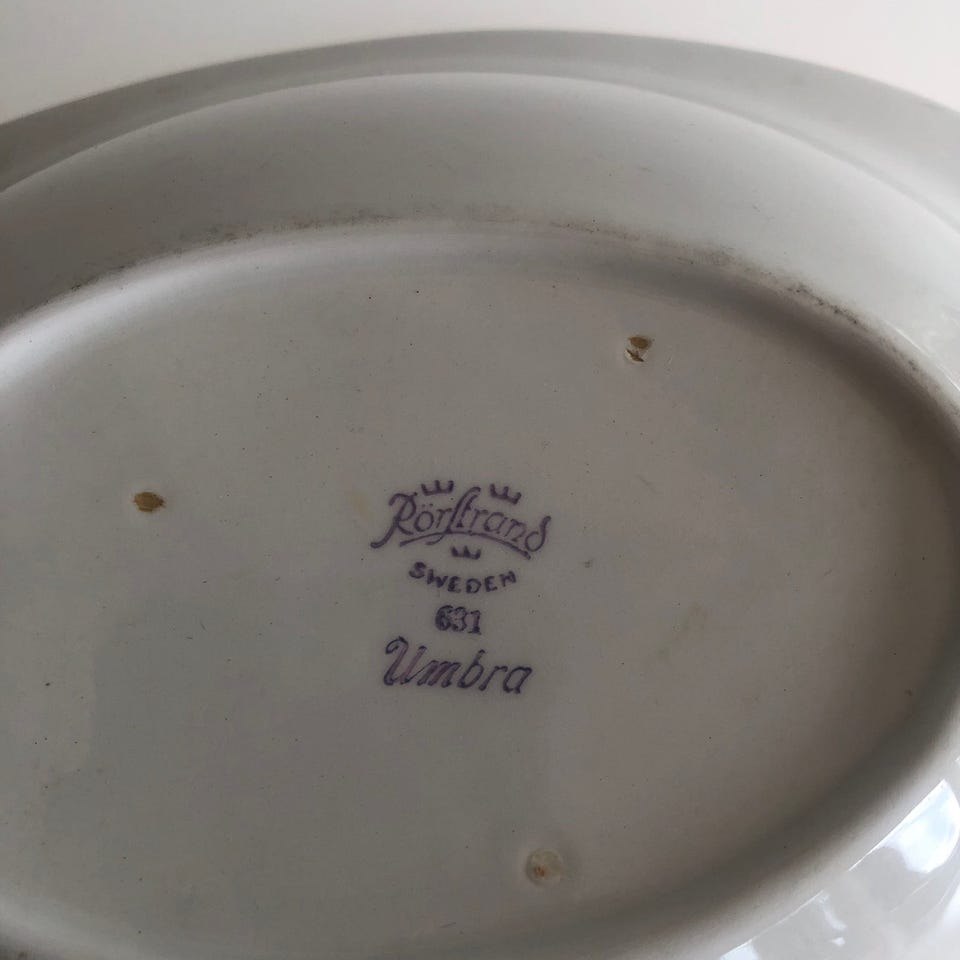 Rörstrand
SWEDEN
631
Umbra